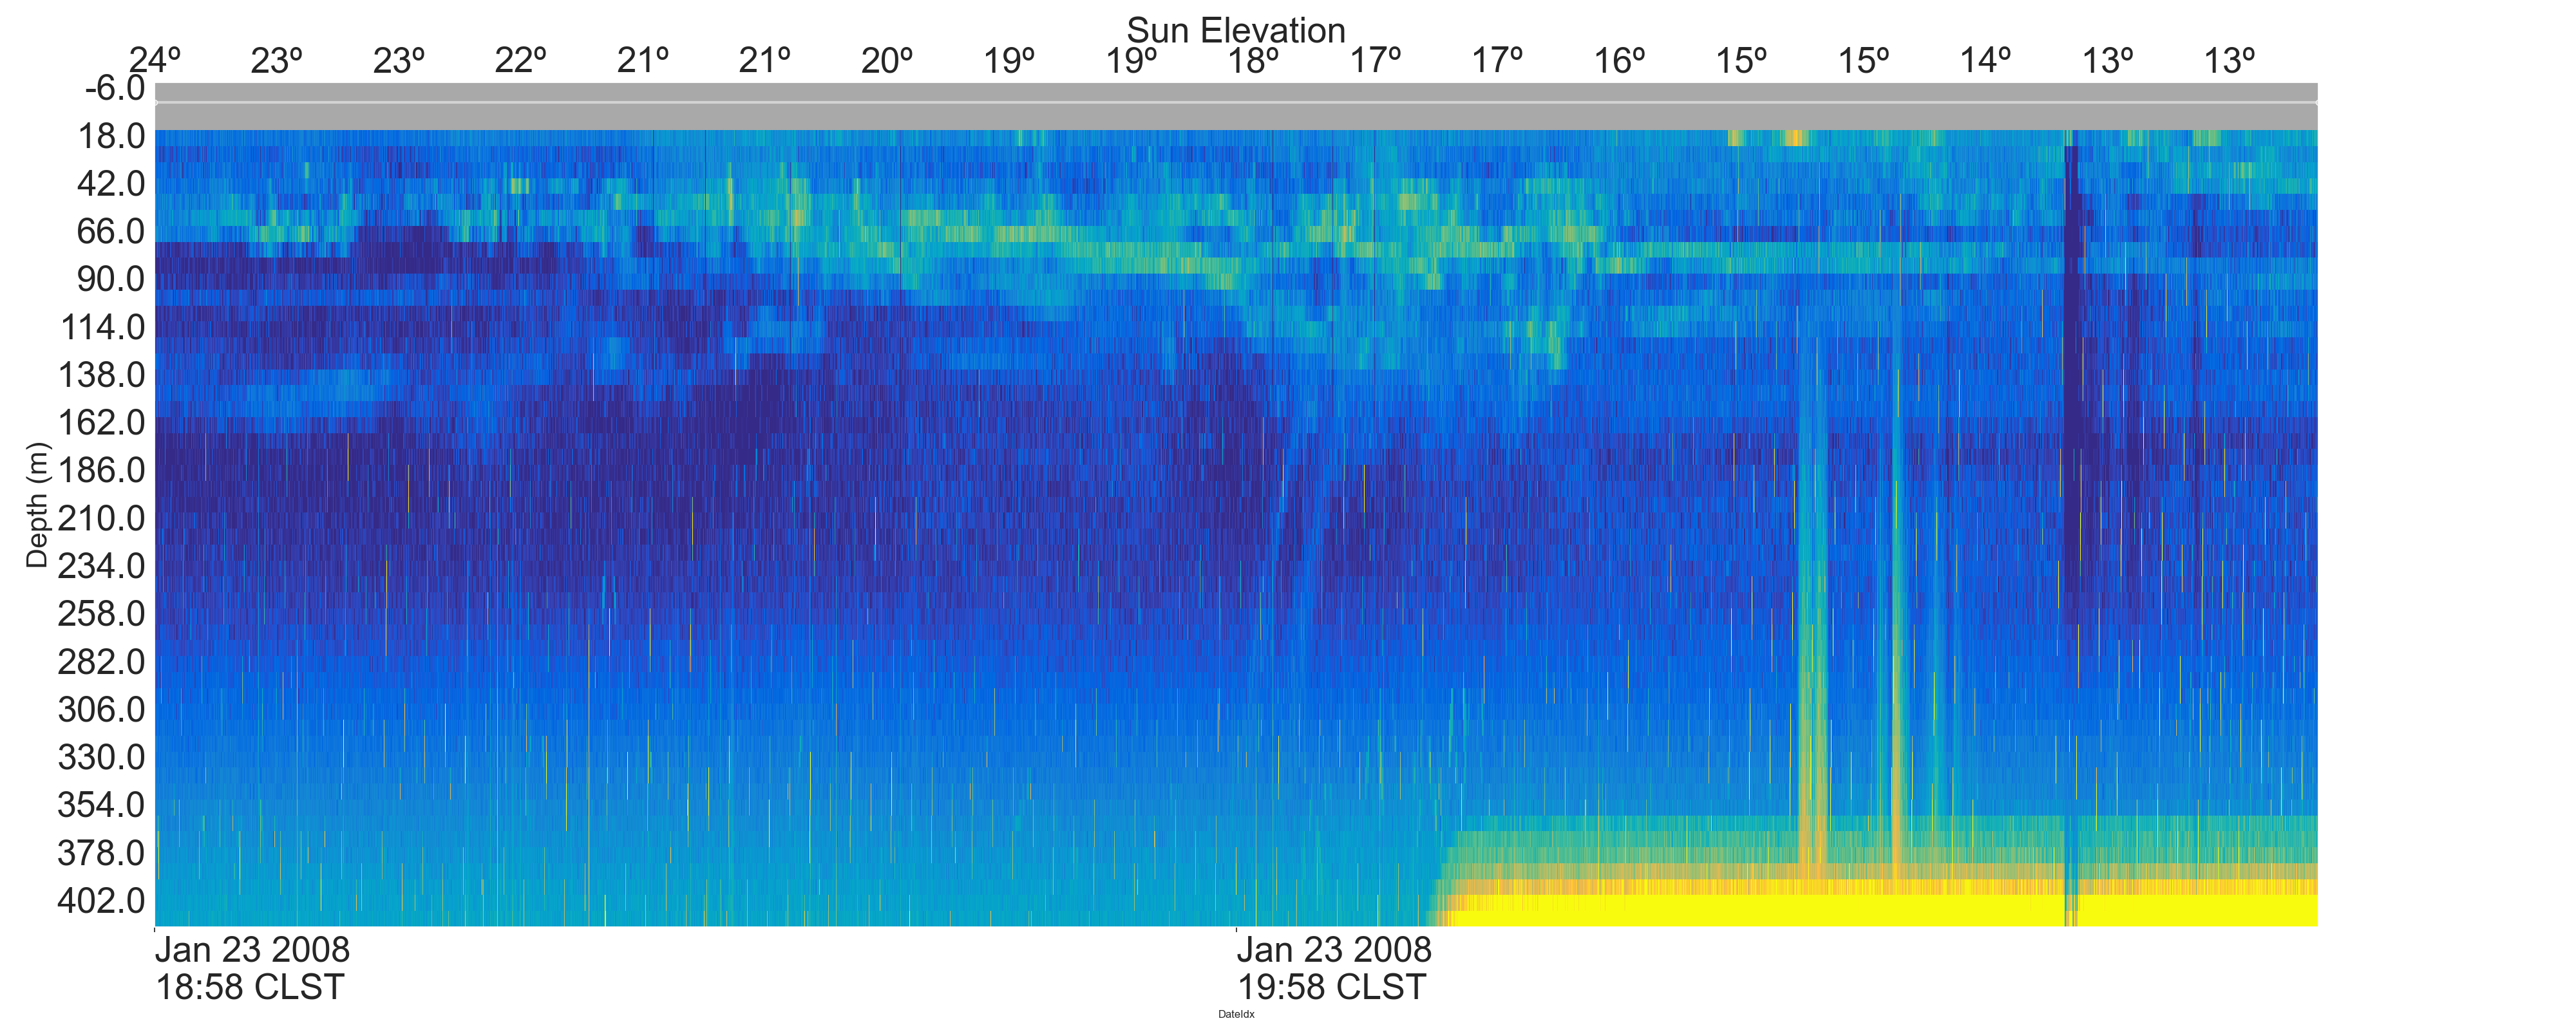 Sun Elevation
24º 23º 23º 22º 21º 21º 20º 19º 19º 18º 17º 17º 16º 15º 15º 14º 13º 13º
-6.0
18.0
42.0
66.0
90.0
114.0
138.0
162.0
186.0
210.0
234.0
258.0
282.0
306.0
330.0
354.0
378.0
402.0
Depth (m)
Jan 23 2008
18:58 CLST
Jan 23 2008
19:58 CLST
DateIdx